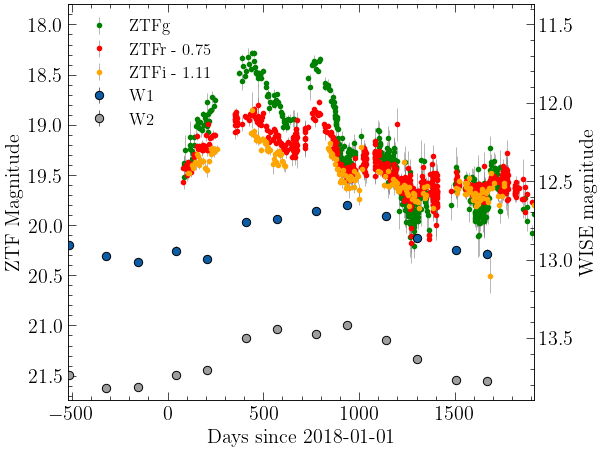 ZTFg
ZTFr - 0.75
ZTFi - 1.11
W1
W2
ZTF Magnitude
18.0
18.5
19.0
19.5
20.0
20.5
21.0
21.5
WISE magnitude
11.5
12.0
12.5
13.0
13.5
−500
0
500
1000
1500
Days since 2018-01-01